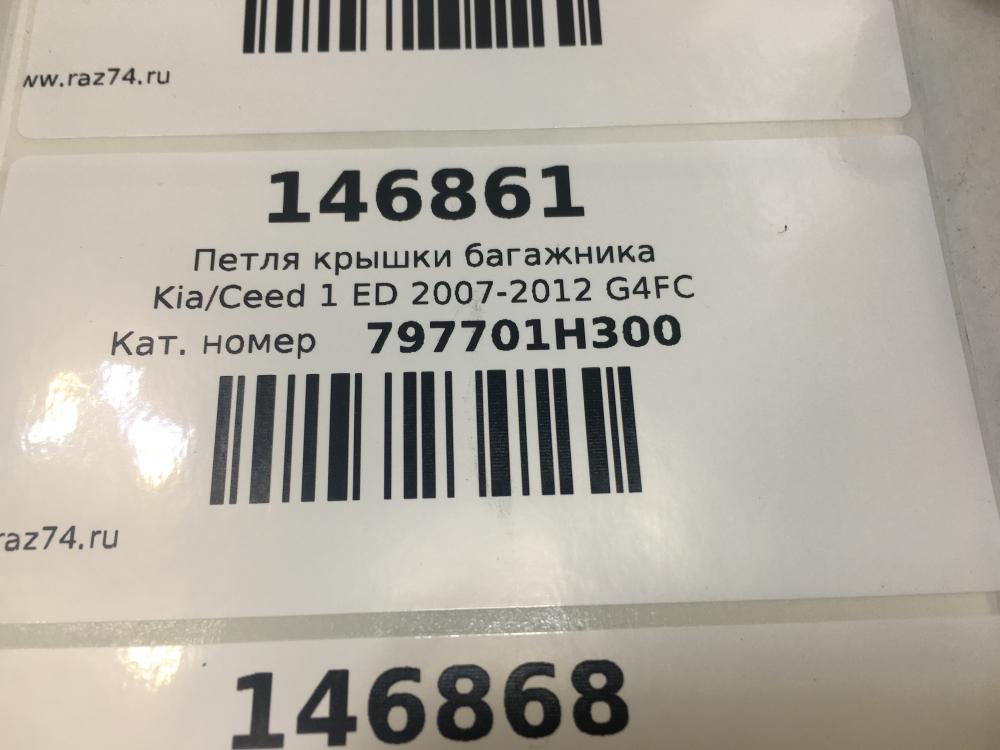 ww.raz74.ru
146861
Петля крышки багажника
Kia/Ceed 1 ED 2007-2012 G4FC
Кат. номер 797701H300
raz74.ru
146868